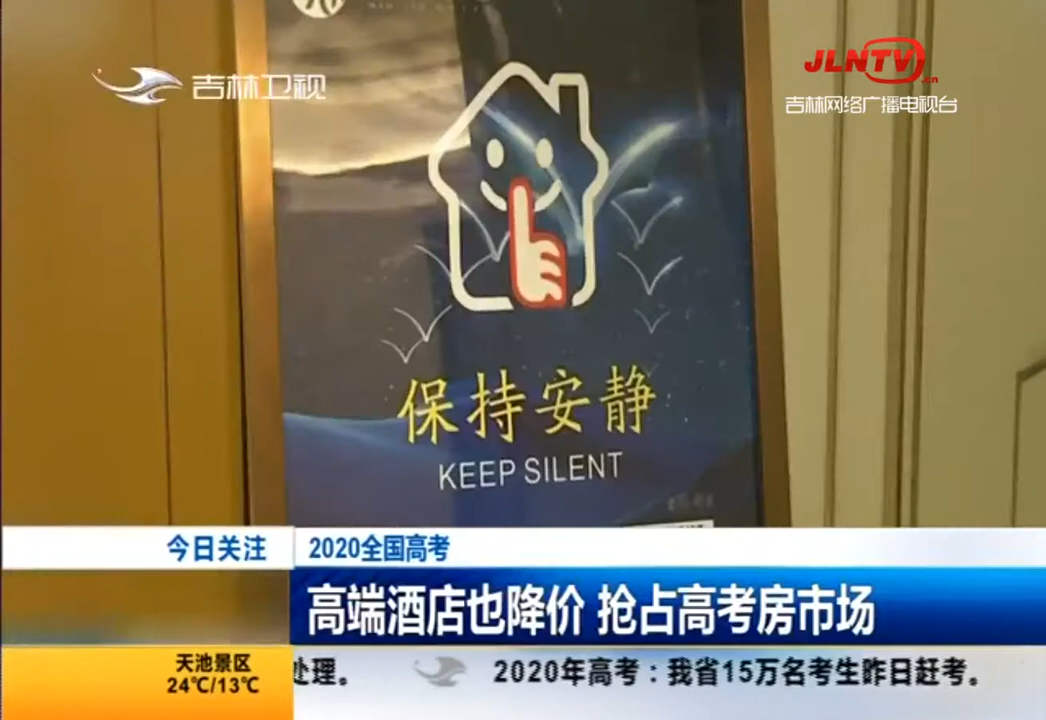 吉林卫视
JLNTV.cn
吉林网络广播电视台
保持安静
KEEP SILENT
今日关注
2020全国高考
高端酒店也降价 抢占高考房市场
天池景区
24℃/13℃
处理。
2020年高考：我省15万名考生昨日赶考。